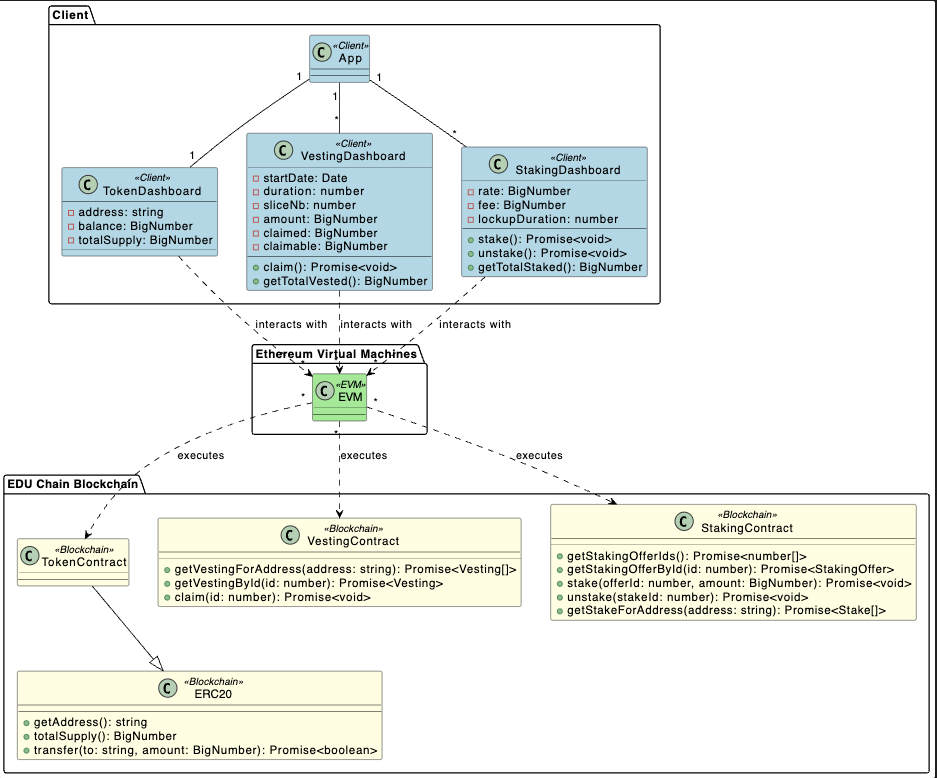 Client
C «Client»
App
1
1
1
1
*
*
C «Client»
TokenDashboard
address: string
balance: BigNumber
totalSupply: BigNumber
C «Client»
VestingDashboard
startDate: Date
duration: number
sliceNb: number
amount: BigNumber
claimed: BigNumber
claimable: BigNumber
claim(): Promise<void>
getTotalVested(): BigNumber
C «Client»
StakingDashboard
rate: BigNumber
fee: BigNumber
lockupDuration: number
stake(): Promise<void>
unstake(): Promise<void>
getTotalStaked(): BigNumber
interacts with
interacts with
interacts with
Ethereum Virtual Machines
*
*
*
C «EVM»
EVM
*
*
*
executes
executes
executes
EDU Chain Blockchain
C «Blockchain»
TokenContract
C «Blockchain»
VestingContract
getVestingForAddress(address: string): Promise<Vesting[]>
getVestingById(id: number): Promise<Vesting>
claim(id: number): Promise<void>
C «Blockchain»
StakingContract
getStakingOfferIds(): Promise<number[]>
getStakingOfferById(id: number): Promise<StakingOffer>
stake(offerId: number, amount: BigNumber): Promise<void>
unstake(stakeId: number): Promise<void>
getStakeForAddress(address: string): Promise<Stake[]>
C «Blockchain»
ERC20
getAddress(): string
totalSupply(): BigNumber
transfer(to: string, amount: BigNumber): Promise<boolean>